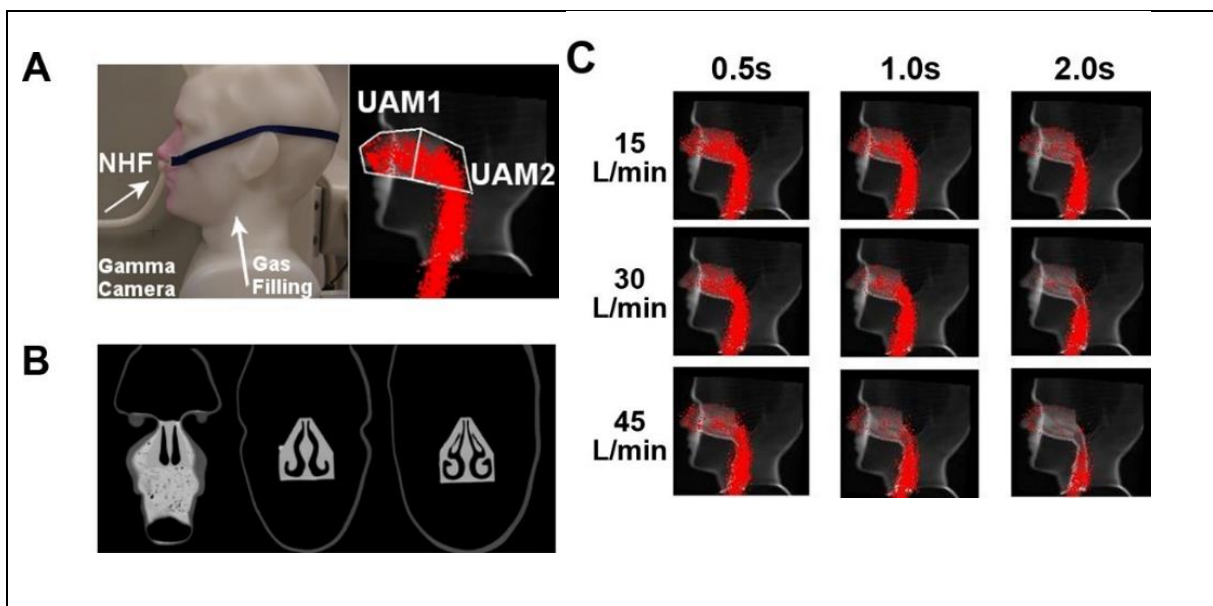 A
UAM1
NHF
UAM2
Gamma
Camera
Gas
Filling
B
C
0.5s
1.0s
2.0s
15
L/min
30
L/min
45
L/min